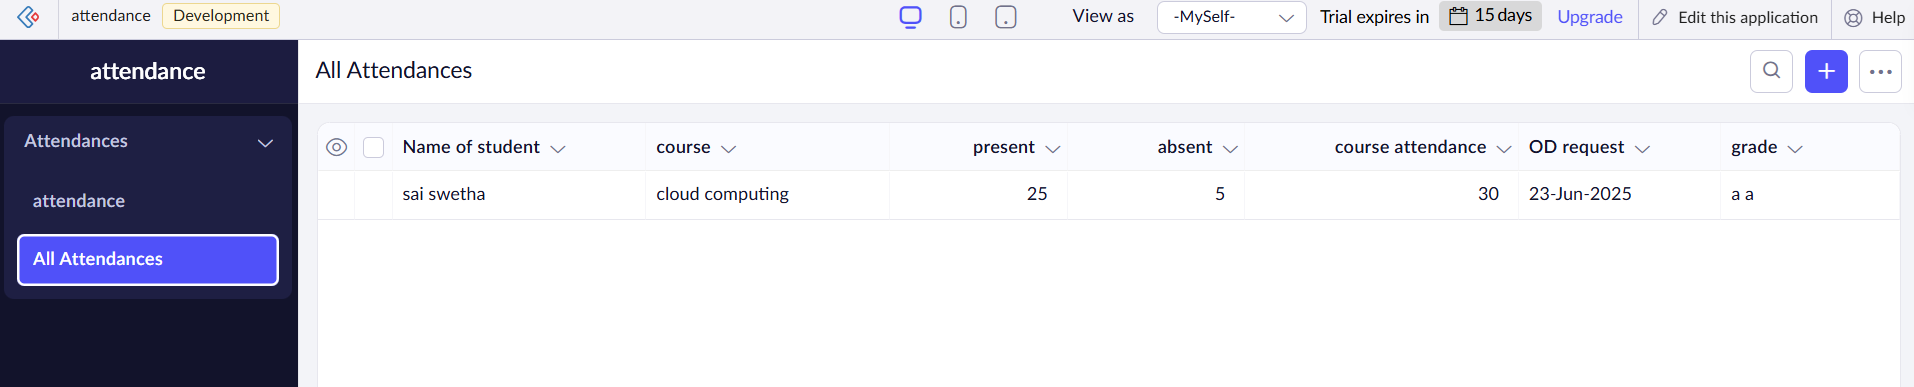 attendance Development View as -MySelf- Trial expires in 15 days Upgrade Edit this application Help
attendance
All Attendances
Attendances
attendance
All Attendances
Name of student course present absent course attendance OD request grade
sai swetha cloud computing 25 5 30 23-Jun-2025 a a